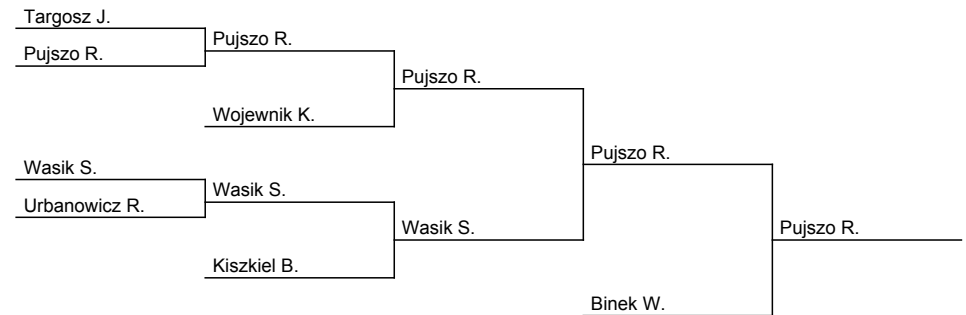 Targosz J.
Pujszo R.
Pujszo R.
Pujszo R.
Wojewnik K.
Pujszo R.
Wasik S.
Wasik S.
Urbanowicz R.
Wasik S.
Pujszo R.
Kiszkiel B.
Binek W.